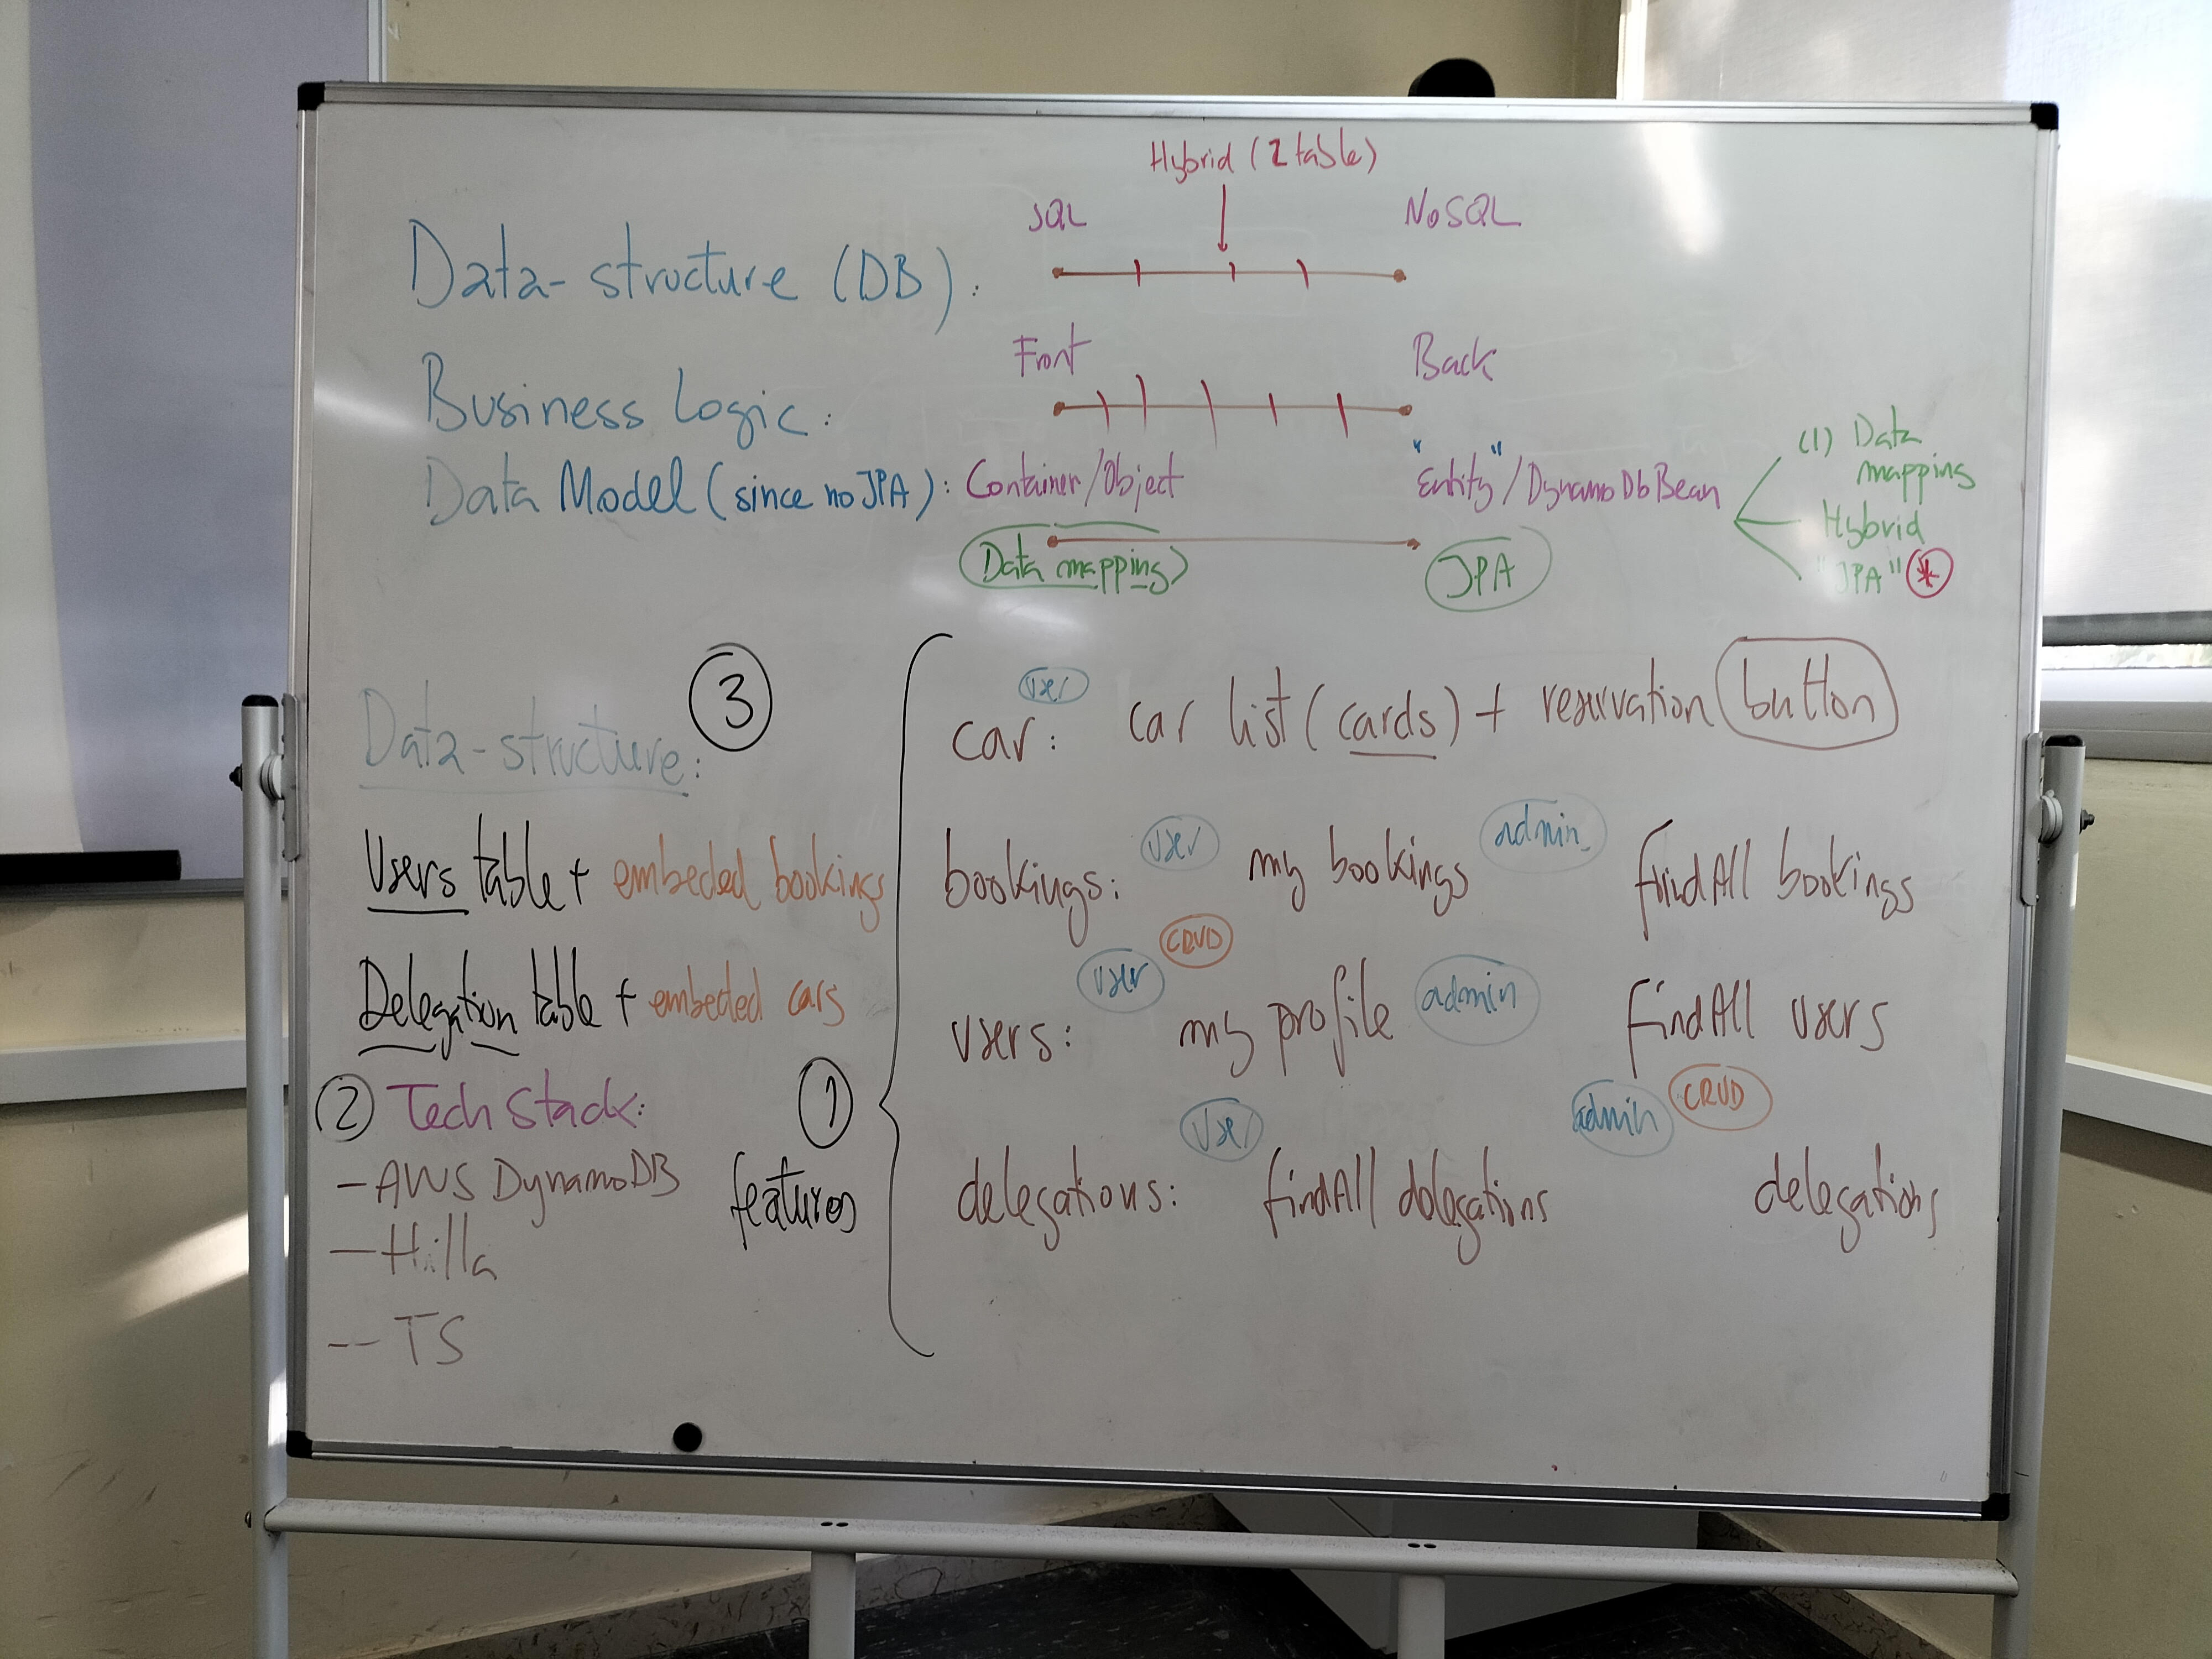 Hybrid (2 table)
SQL NoSQL
Data-structure (DB):
Front Back
Business Logic:
Data Model (since no JPA): Container/Object "Entity"/DynamoDbBean
Data mapping JPA
(1) Data
mapping
Hybrid
"JPA" *
Data-structure: 3
Users table + embeded bookings
Delegation table + embeded cars
2 Tech Stack:
- AWS DynamoDB
- Hilla
- TS
1
features
user
car: car list (cards) + reservation button
user admin
bookings: my bookings findAll bookings
user CRUD admin
users: my profile findAll users
user admin CRUD
delegations: findAll delegations delegations